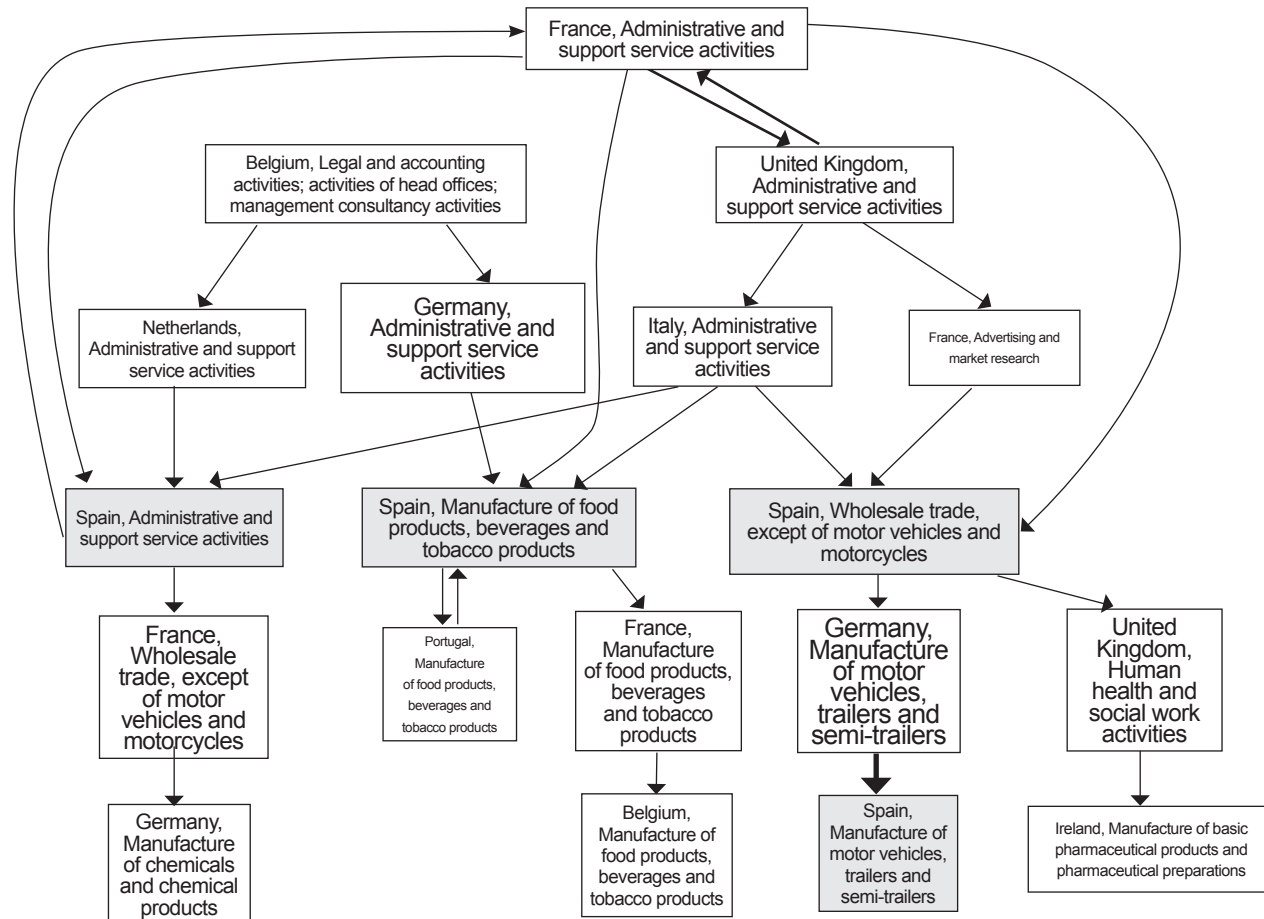 France, Administrative and
support service activities
Belgium, Legal and accounting
activities; activities of head offices;
management consultancy activities
United Kingdom,
Administrative and
support service activities
Netherlands,
Administrative and support
service activities
Germany,
Administrative and
support service
activities
Italy, Administrative
and support service
activities
France, Advertising and
market research
Spain, Administrative and
support service activities
Spain, Manufacture of food
products, beverages and
tobacco products
Spain, Wholesale trade,
except of motor vehicles and
motorcycles
France,
Wholesale
trade, except
of motor
vehicles and
motorcycles
Portugal,
Manufacture
of food products,
beverages and
tobacco products
France,
Manufacture
of food products,
beverages
and tobacco
products
Germany,
Manufacture
of motor
vehicles,
trailers and
semi-trailers
United
Kingdom,
Human
health and
social work
activities
Germany,
Manufacture
of chemicals
and chemical
products
Belgium,
Manufacture of
food products,
beverages and
tobacco products
Spain,
Manufacture of
motor vehicles,
trailers and
semi-trailers
Ireland, Manufacture of basic
pharmaceutical products and
pharmaceutical preparations